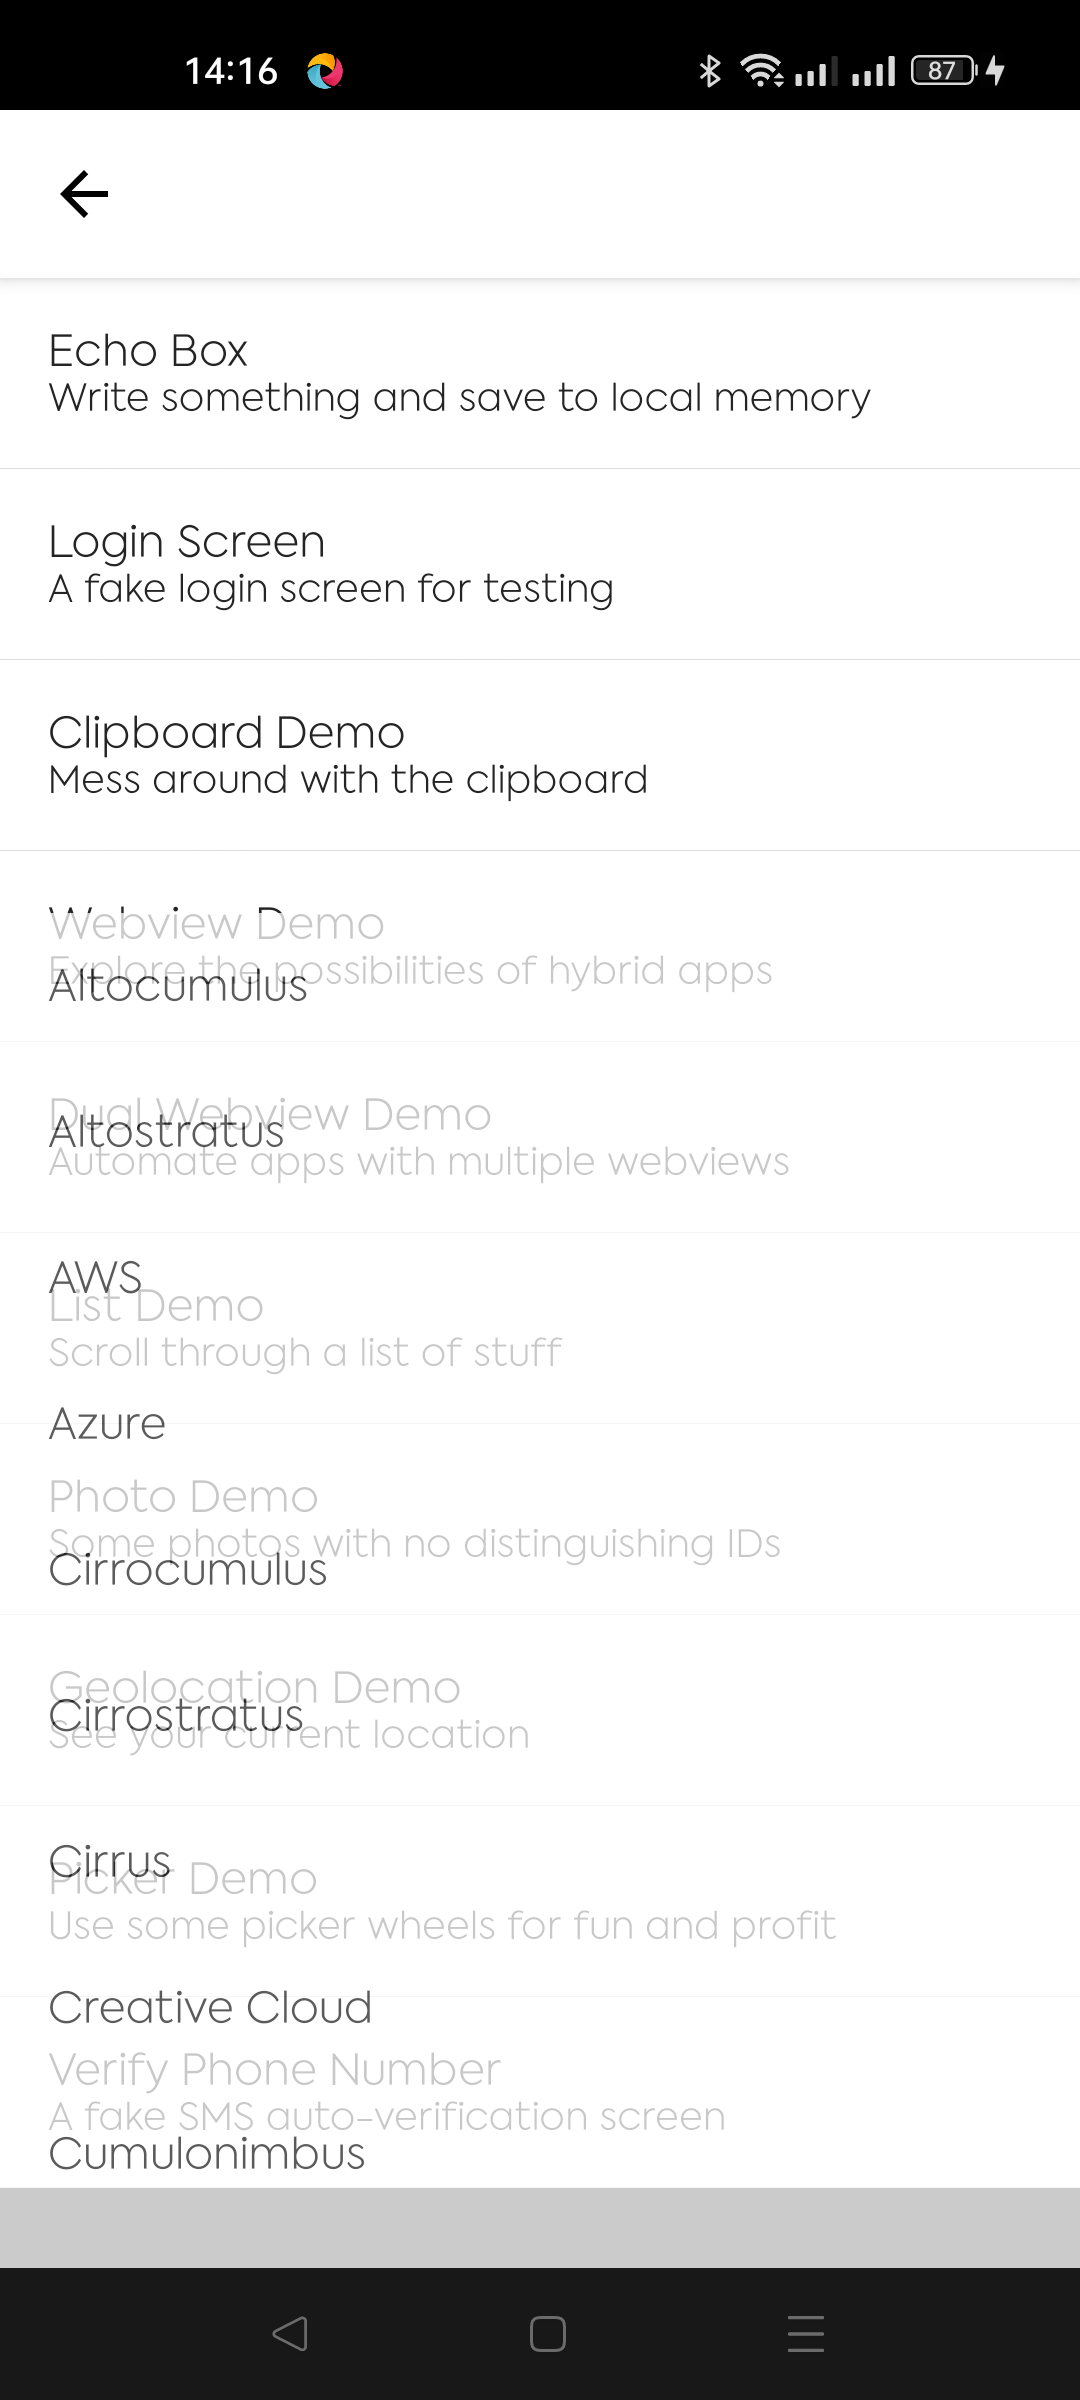 14:16
87
Echo Box
Write something and save to local memory
Login Screen
A fake login screen for testing
Clipboard Demo
Mess around with the clipboard
Webview Demo
Explore the possibilities of hybrid apps
Altocumulus
Dual Webview Demo
Altostratus
Automate apps with multiple webviews
AWS
List Demo
Scroll through a list of stuff
Azure
Photo Demo
Some photos with no distinguishing IDs
Cirrocumulus
Geolocation Demo
Cirrostratus
See your current location
Cirrus
Picker Demo
Use some picker wheels for fun and profit
Creative Cloud
Verify Phone Number
A fake SMS auto-verification screen
Cumulonimbus